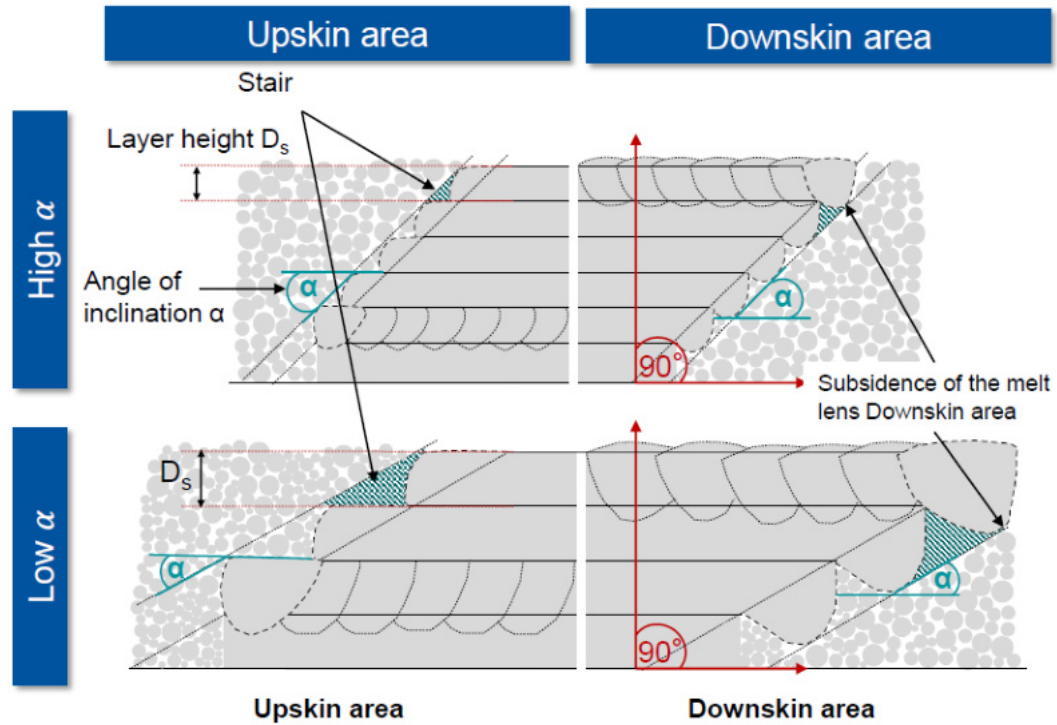 Upskin area
Downskin area
Stair
High α
Layer height Ds
Angle of
inclination α
α
α
90°
Subsidence of the melt
lens Downskin area
Low α
Ds
α
α
90°
Upskin area
Downskin area